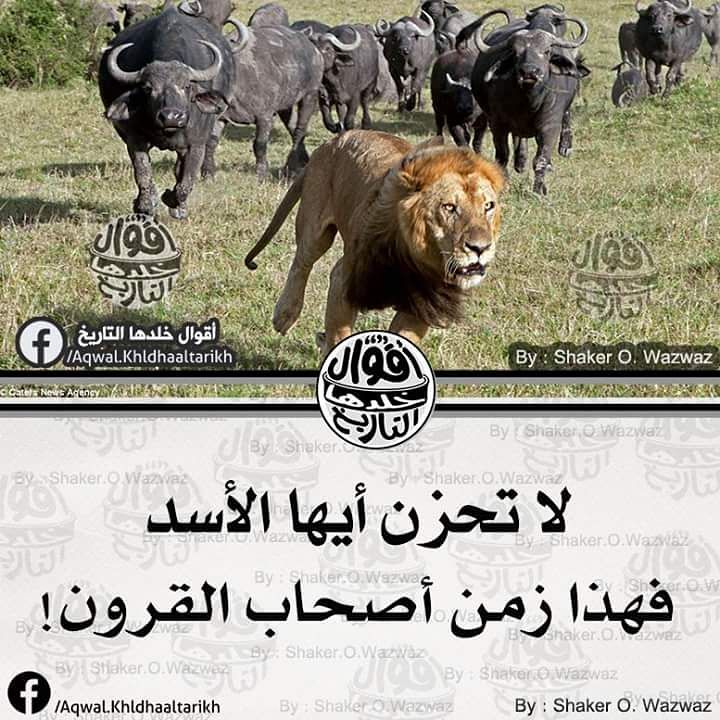 أقوال
خلدها
التاريخ
أقوال خلدها التاريخ
/Aqwal.Khldhaaltarikh
By : Shaker O. Wazwaz
© Caters News Agency
أقوال
خلدها
التاريخ
لا تحزن أيها الأسد
فهذا زمن أصحاب القرون!
/Aqwal.Khldhaaltarikh
By : Shaker O. Wazwaz